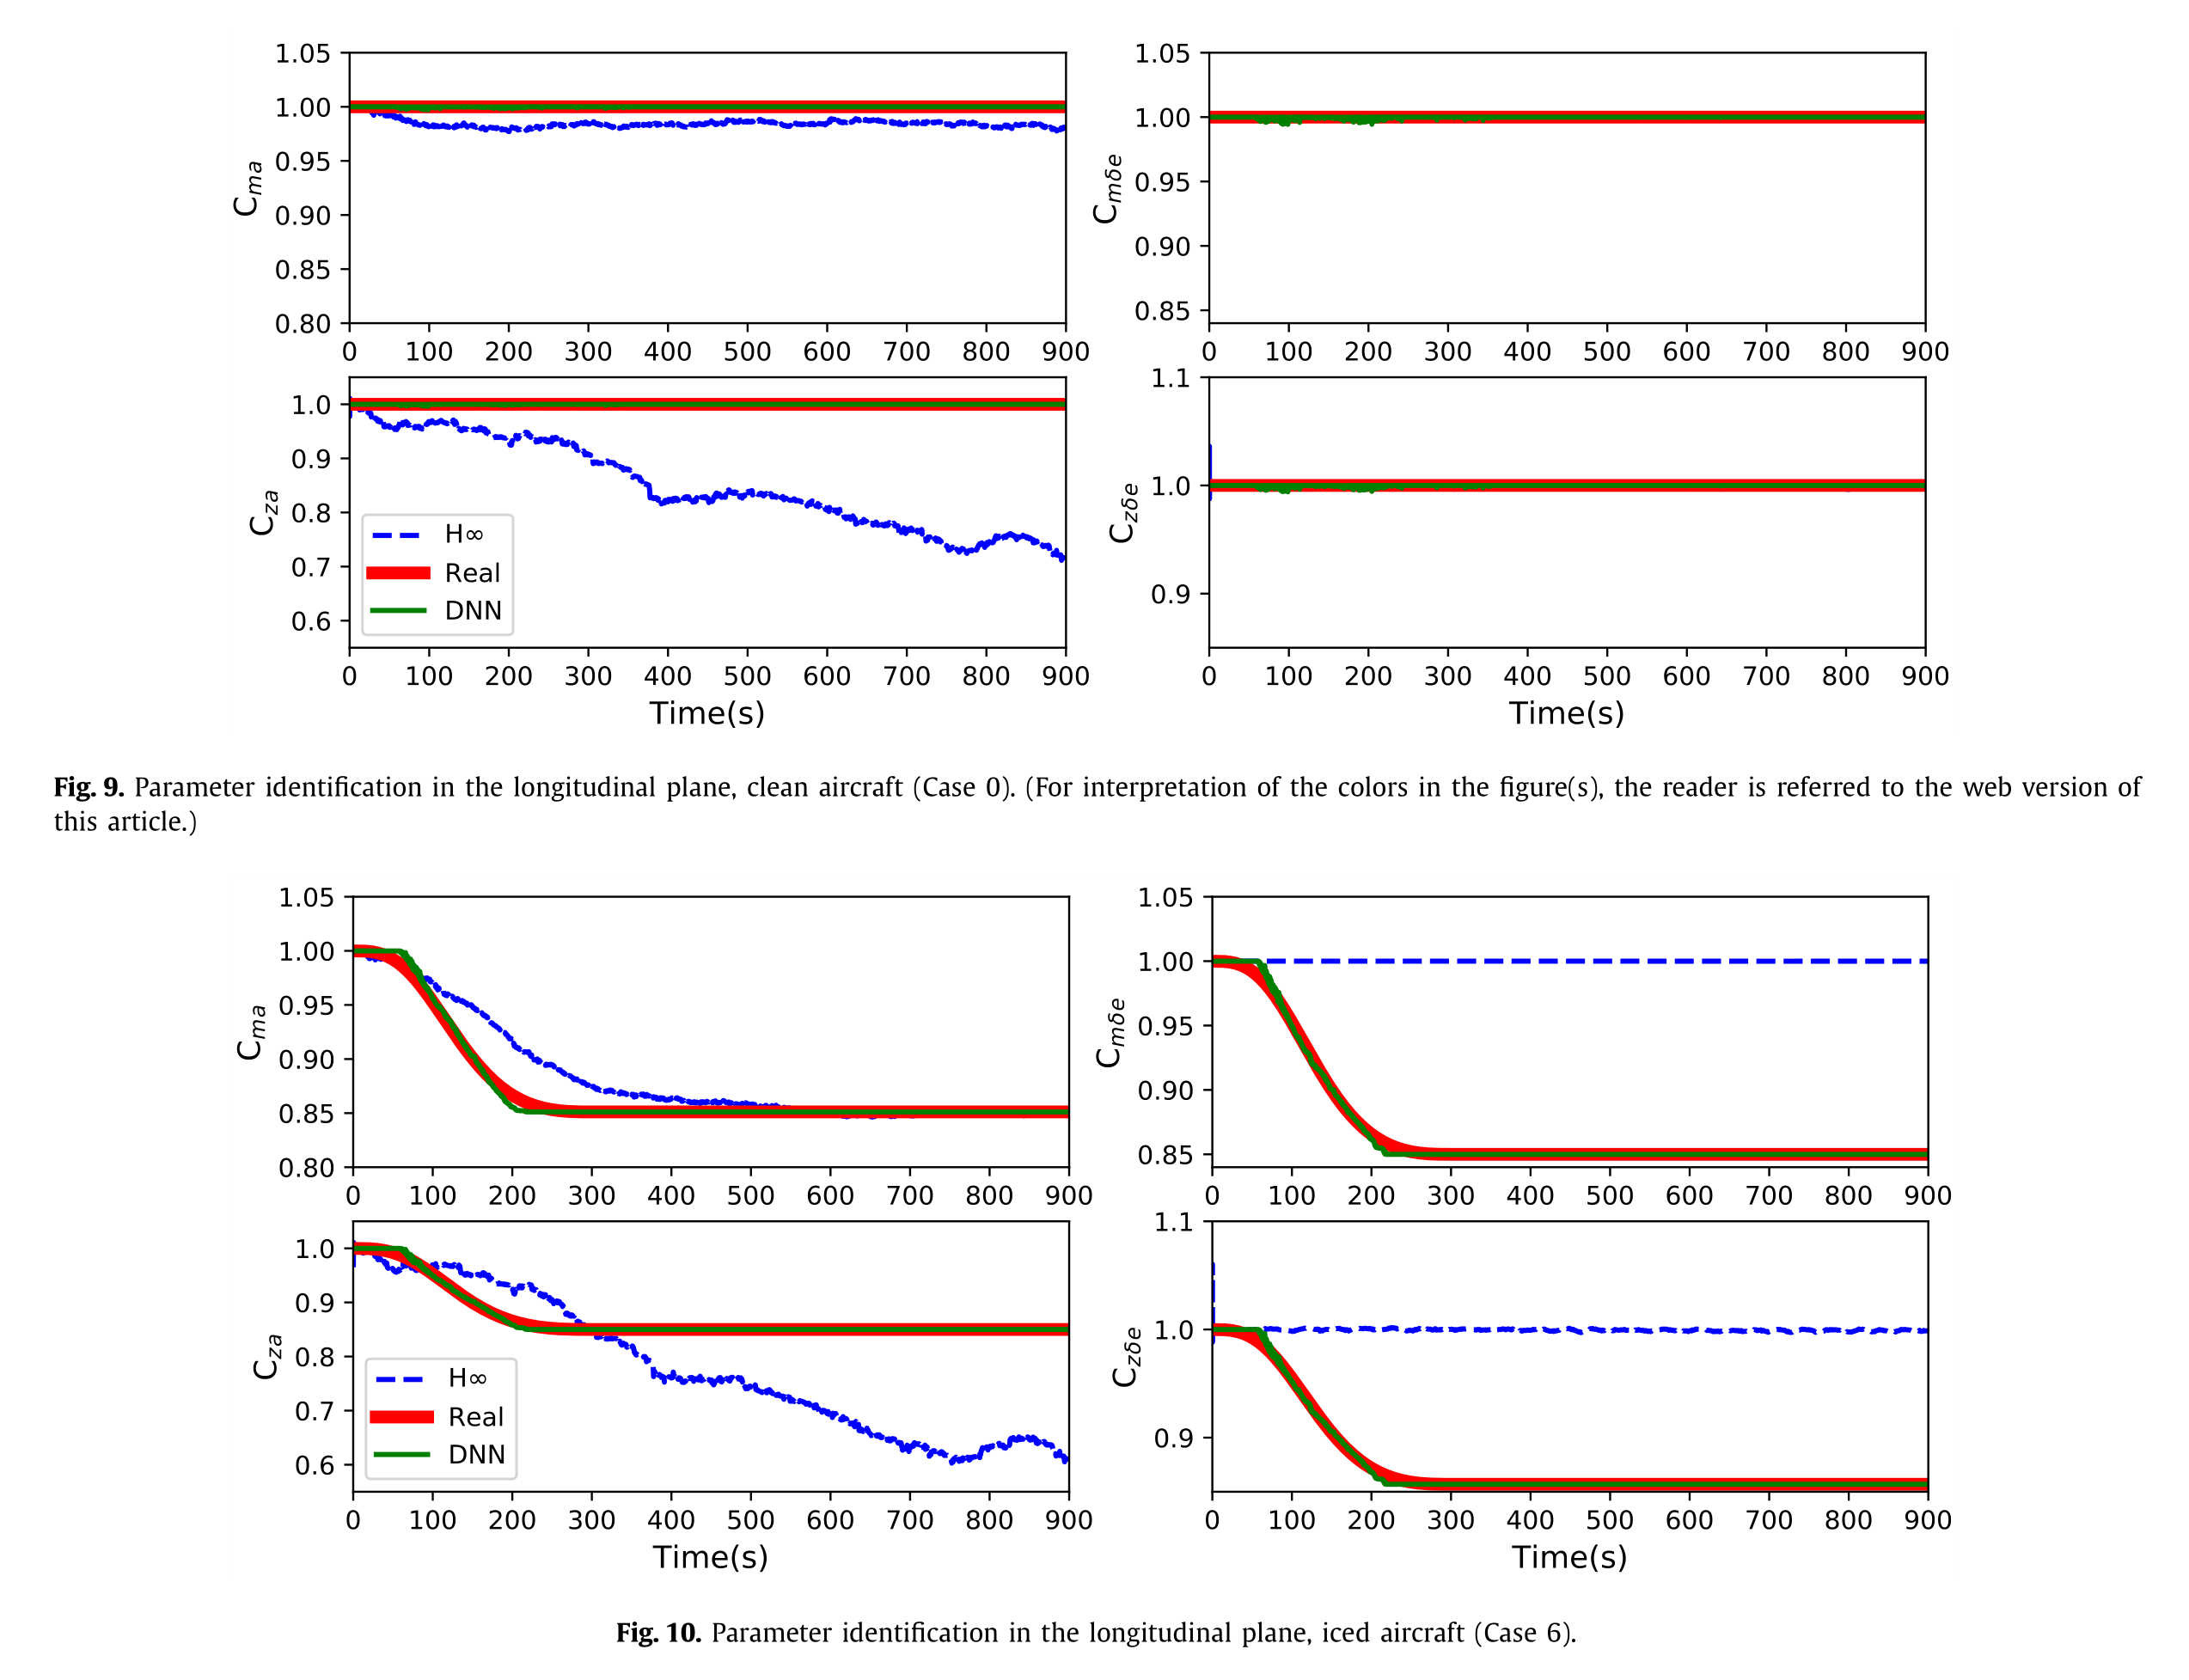 1.05
1.00
0.95
0.90
0.85
0.80
C_ma
0 100 200 300 400 500 600 700 800 900
1.05
1.00
0.95
0.90
0.85
C_mδe
0 100 200 300 400 500 600 700 800 900
1.0
0.9
0.8
0.7
0.6
C_za
H∞
Real
DNN
0 100 200 300 400 500 600 700 800 900
Time(s)
1.1
1.0
0.9
C_zδe
0 100 200 300 400 500 600 700 800 900
Time(s)
Fig. 9. Parameter identification in the longitudinal plane, clean aircraft (Case 0). (For interpretation of the colors in the figure(s), the reader is referred to the web version of
this article.)
1.05
1.00
0.95
0.90
0.85
0.80
C_ma
0 100 200 300 400 500 600 700 800 900
1.05
1.00
0.95
0.90
0.85
C_mδe
0 100 200 300 400 500 600 700 800 900
1.0
0.9
0.8
0.7
0.6
C_za
H∞
Real
DNN
0 100 200 300 400 500 600 700 800 900
Time(s)
1.1
1.0
0.9
C_zδe
0 100 200 300 400 500 600 700 800 900
Time(s)
Fig. 10. Parameter identification in the longitudinal plane, iced aircraft (Case 6).